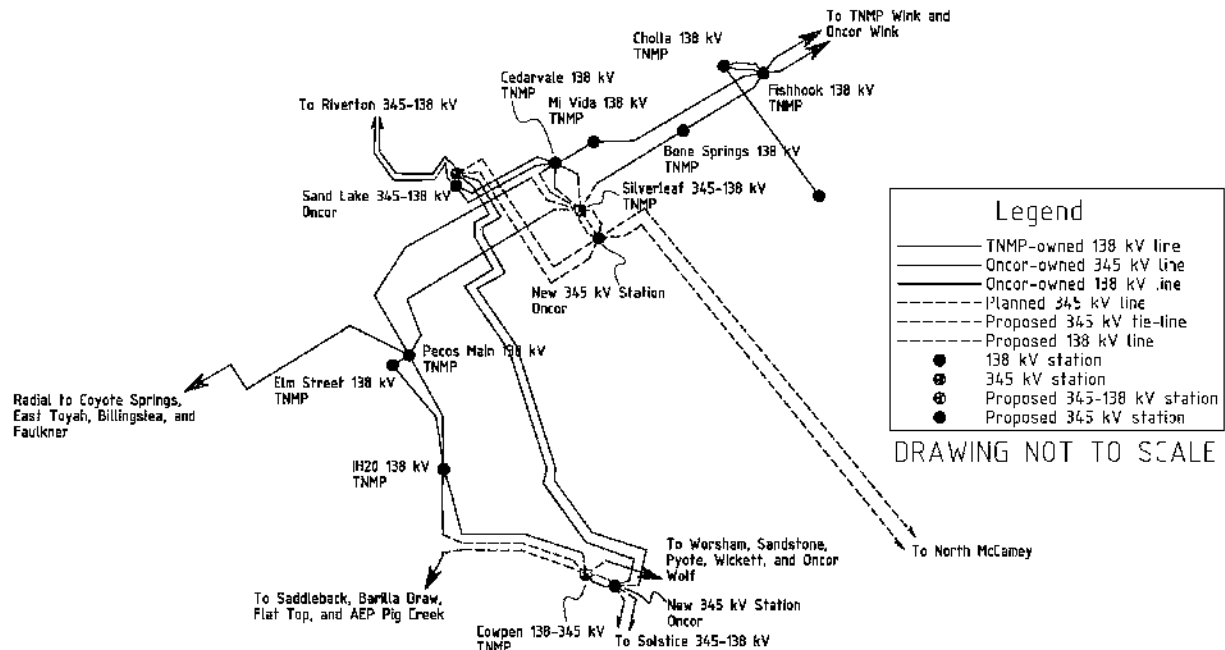 To TNMP Wink and
Oncor Wink
Cholla 138 kV
TNMP
Fishhook 138 kV
TNMP
Cedarvale 138 kV
TNMP
Mi Vida 138 kV
TNMP
To Riverton 345-138 kV
Bone Springs 138 kV
TNMP
Sand Lake 345-138 kV
Oncor
Silverleaf 345-138 kV
TNMP
New 345 kV Station
Oncor
Pecos Main 138 kV
TNMP
Elm Street 138 kV
TNMP
Radial to Coyote Springs,
East Toyah, Billingslea, and
Faulkner
IH20 138 kV
TNMP
To Worsham, Sandstone,
Pyote, Wickett, and Oncor
Wolf
To Saddleback, Barilla Draw,
Flat Top, and AEP Pig Creek
New 345 kV Station
Oncor
Cowpen 138-345 kV
TNMP
To Solstice 345-138 kV
To North McCamey
Legend
TNMP-owned 138 kV line
Oncor-owned 345 kV line
Oncor-owned 138 kV line
Planned 345 kV line
Proposed 345 kV tie-line
Proposed 138 kV line
138 kV station
345 kV station
Proposed 345-138 kV station
Proposed 345 kV station
DRAWING NOT TO SCALE